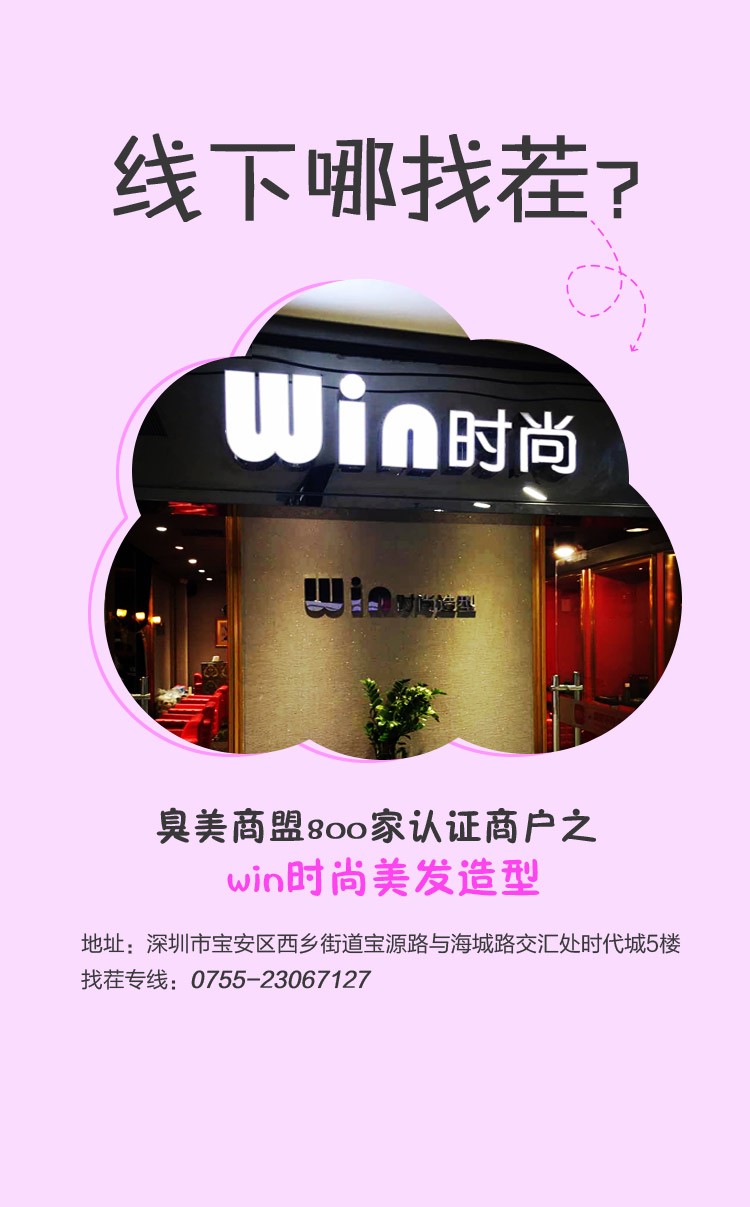 线下哪找茬?
Win时尚
Win时尚造型
臭美商盟800家认证商户之
win时尚美发造型
地址：深圳市宝安区西乡街道宝源路与海城路交汇处时代城5楼
找茬专线：0755-23067127